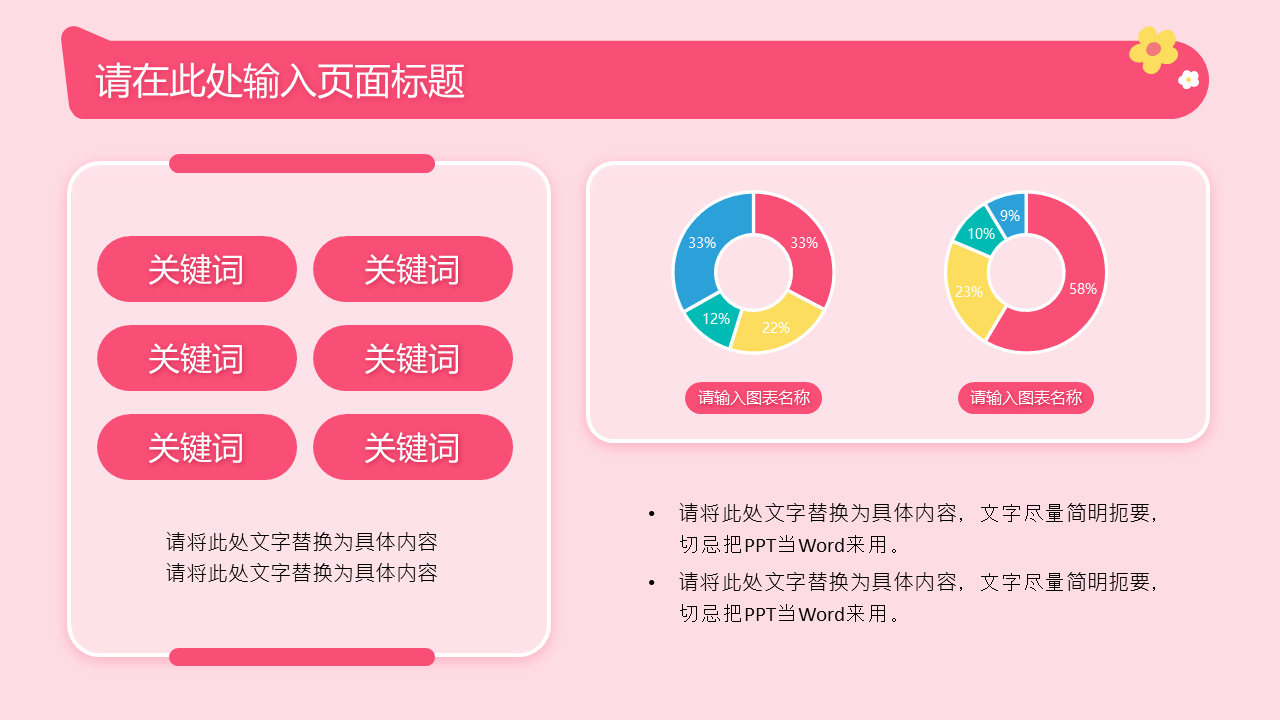 请在此处输入页面标题
关键词 关键词
关键词 关键词
关键词 关键词
请将此处文字替换为具体内容
请将此处文字替换为具体内容
33% 33%
12% 22%
9%
10%
23% 58%
请输入图表名称 请输入图表名称
• 请将此处文字替换为具体内容，文字尽量简明扼要，
切忌把PPT当Word来用。
• 请将此处文字替换为具体内容，文字尽量简明扼要，
切忌把PPT当Word来用。